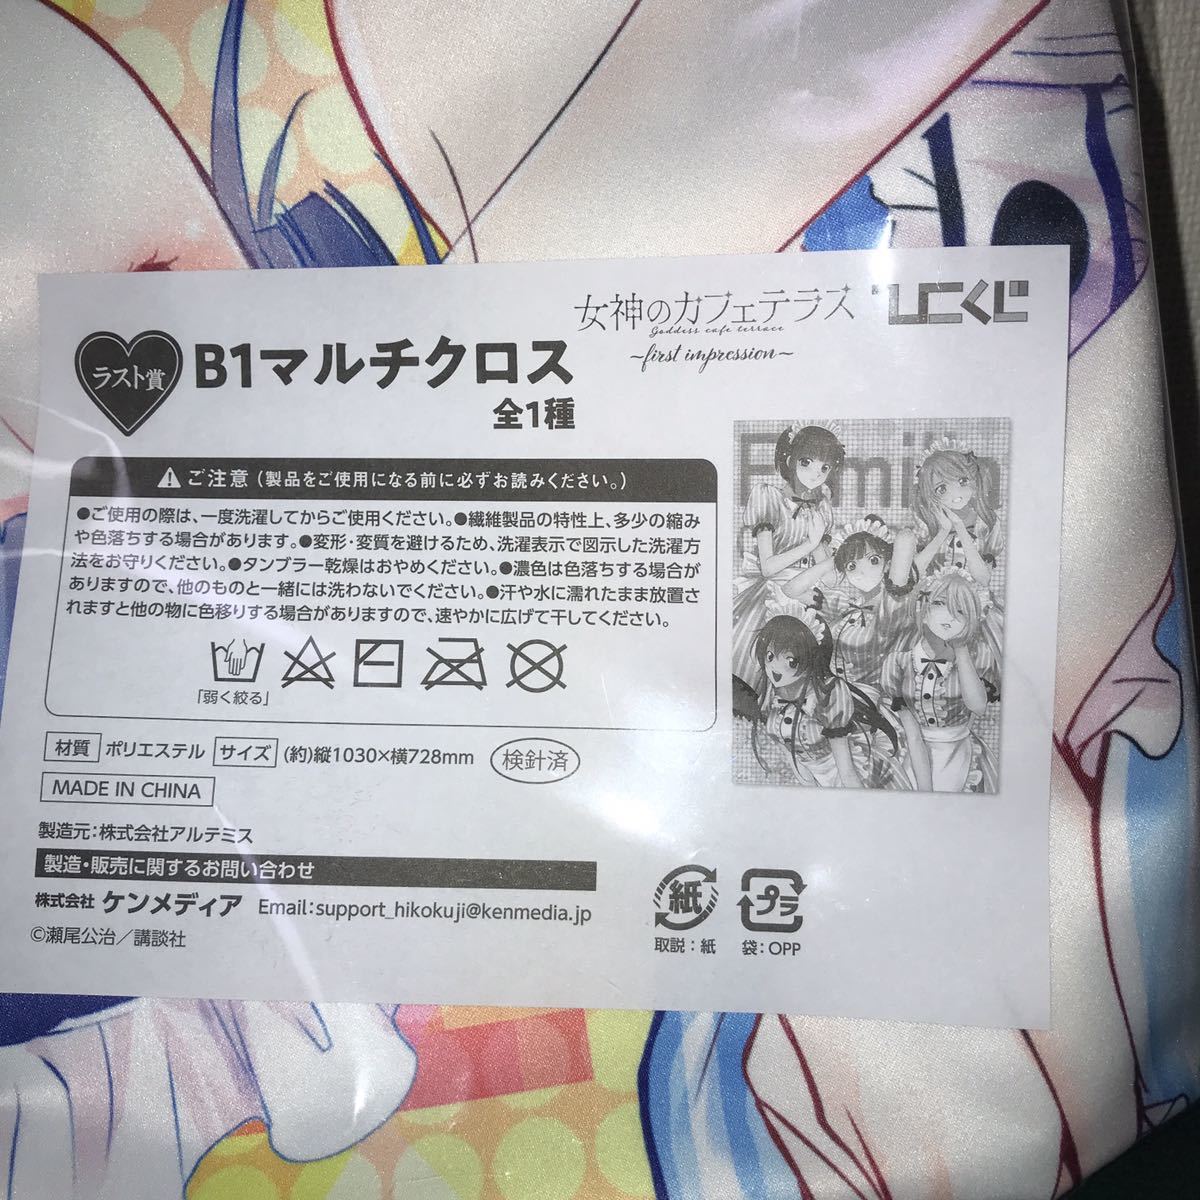 女神のカフェテラス
Goddess cafe terrace
~first impression~
ひこくじ
ラスト賞
B1マルチクロス
全1種
ご注意（製品をご使用になる前に必ずお読みください。）
●ご使用の際は、一度洗濯してからご使用ください。●繊維製品の特性上、多少の縮み
や色落ちする場合があります。●変形・変質を避けるため、洗濯表示で図示した洗濯方
法をお守りください。●タンブラー乾燥はおやめください。●濃色は色落ちする場合が
ありますので、他のものと一緒には洗わないでください。●汗や水に濡れたまま放置さ
れますと他の物に色移りする場合がありますので、速やかに広げて干してください。
「弱く絞る」
材質 ポリエステル サイズ (約)縦1030×横728mm 検針済
MADE IN CHINA
製造元：株式会社アルテミス
製造・販売に関するお問い合わせ
株式会社 ケンメディア Email：support_hikokuji@kenmedia.jp
©瀬尾公治／講談社
紙
取説：紙
プラ
袋：OPP